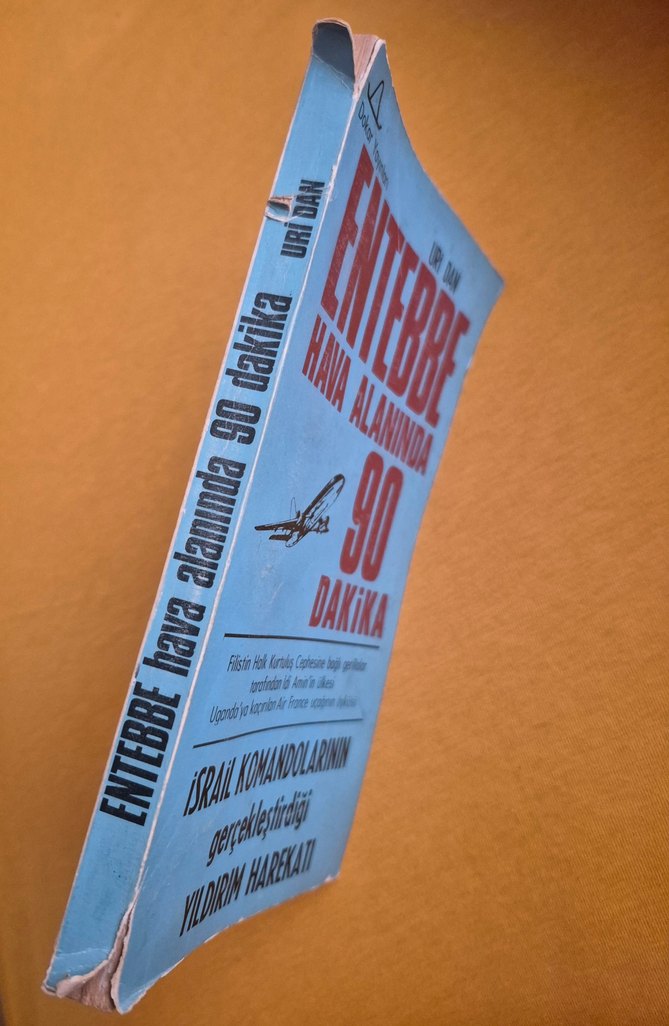 URİ DAN
ENTEBBE hava alanında 90 dakika
Dokar Yayınları
URI DAN
ENTEBBE
HAVA ALANINDA
90
DAKİKA
Filistin Halk Kurtuluş Cephesine bağlı gerillalar
tarafından İdi Amin'in ülkesi
Uganda'ya kaçırılan Air France uçağının öyküsü
İSRAİL KOMANDOLARININ
gerçekleştirdiği
YILDIRIM HAREKATI